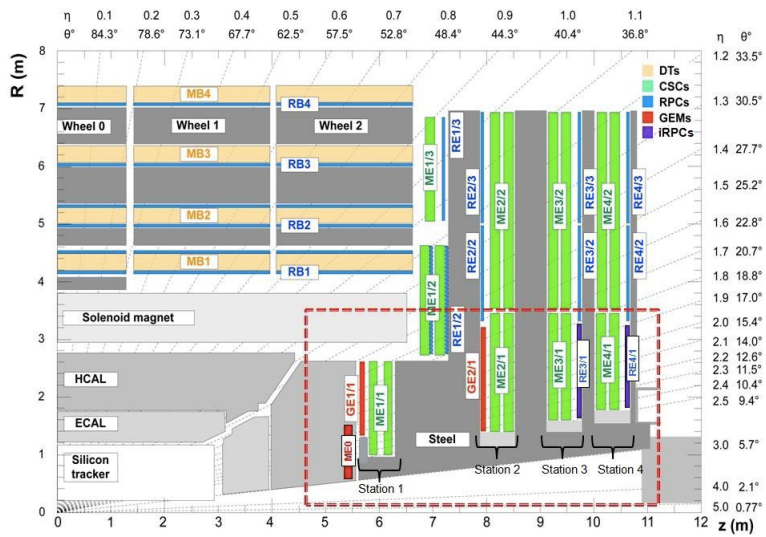 η 0.1 0.2 0.3 0.4 0.5 0.6 0.7 0.8 0.9 1.0 1.1
θ° 84.3° 78.6° 73.1° 67.7° 62.5° 57.5° 52.8° 48.4° 44.3° 40.4° 36.8° η θ°
R (m)
8
7
6
5
4
3
2
1
0
1.2 33.5°
1.3 30.5°
1.4 27.7°
1.5 25.2°
1.6 22.8°
1.7 20.7°
1.8 18.8°
1.9 17.0°
2.0 15.4°
2.1 14.0°
2.2 12.6°
2.3 11.5°
2.4 10.4°
2.5 9.4°
3.0 5.7°
4.0 2.1°
5.0 0.77°
DTs
CSCs
RPCs
GEMs
iRPCs
MB4
RB4
Wheel 0
Wheel 1
Wheel 2
MB3
RB3
MB2
RB2
MB1
RB1
Solenoid magnet
HCAL
ECAL
Silicon
tracker
Steel
ME1/3
RE1/3
ME1/2
RE1/2
RE2/3
RE2/2
ME2/2
RE3/3
RE3/2
ME3/2
ME4/2
RE4/3
RE4/2
GE1/1
ME1/1
ME0
GE2/1
ME2/1
ME3/1
RE3/1
ME4/1
RE4/1
Station 1
Station 2
Station 3
Station 4
0 1 2 3 4 5 6 7 8 9 10 11 12 z (m)